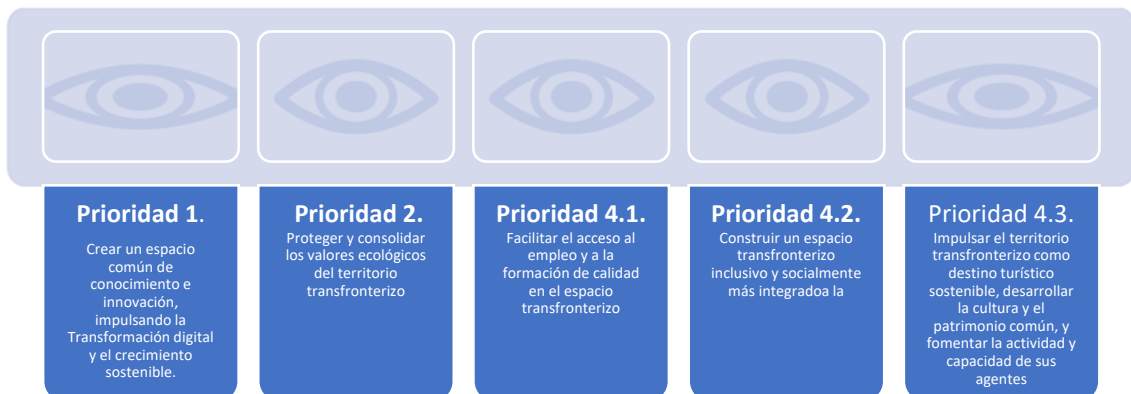 Prioridad 1.
Crear un espacio
común de
conocimiento e
innovación,
impulsando la
Transformación digital
y el crecimiento
sostenible.
Prioridad 2.
Proteger y consolidar
los valores ecológicos
del territorio
transfronterizo
Prioridad 4.1.
Facilitar el acceso al
empleo y a la
formación de calidad
en el espacio
transfronterizo
Prioridad 4.2.
Construir un espacio
transfronterizo
inclusivo y socialmente
más integradoa la
Prioridad 4.3.
Impulsar el territorio
transfronterizo como
destino turístico
sostenible, desarrollar
la cultura y el
patrimonio común, y
fomentar la actividad y
capacidad de sus
agentes